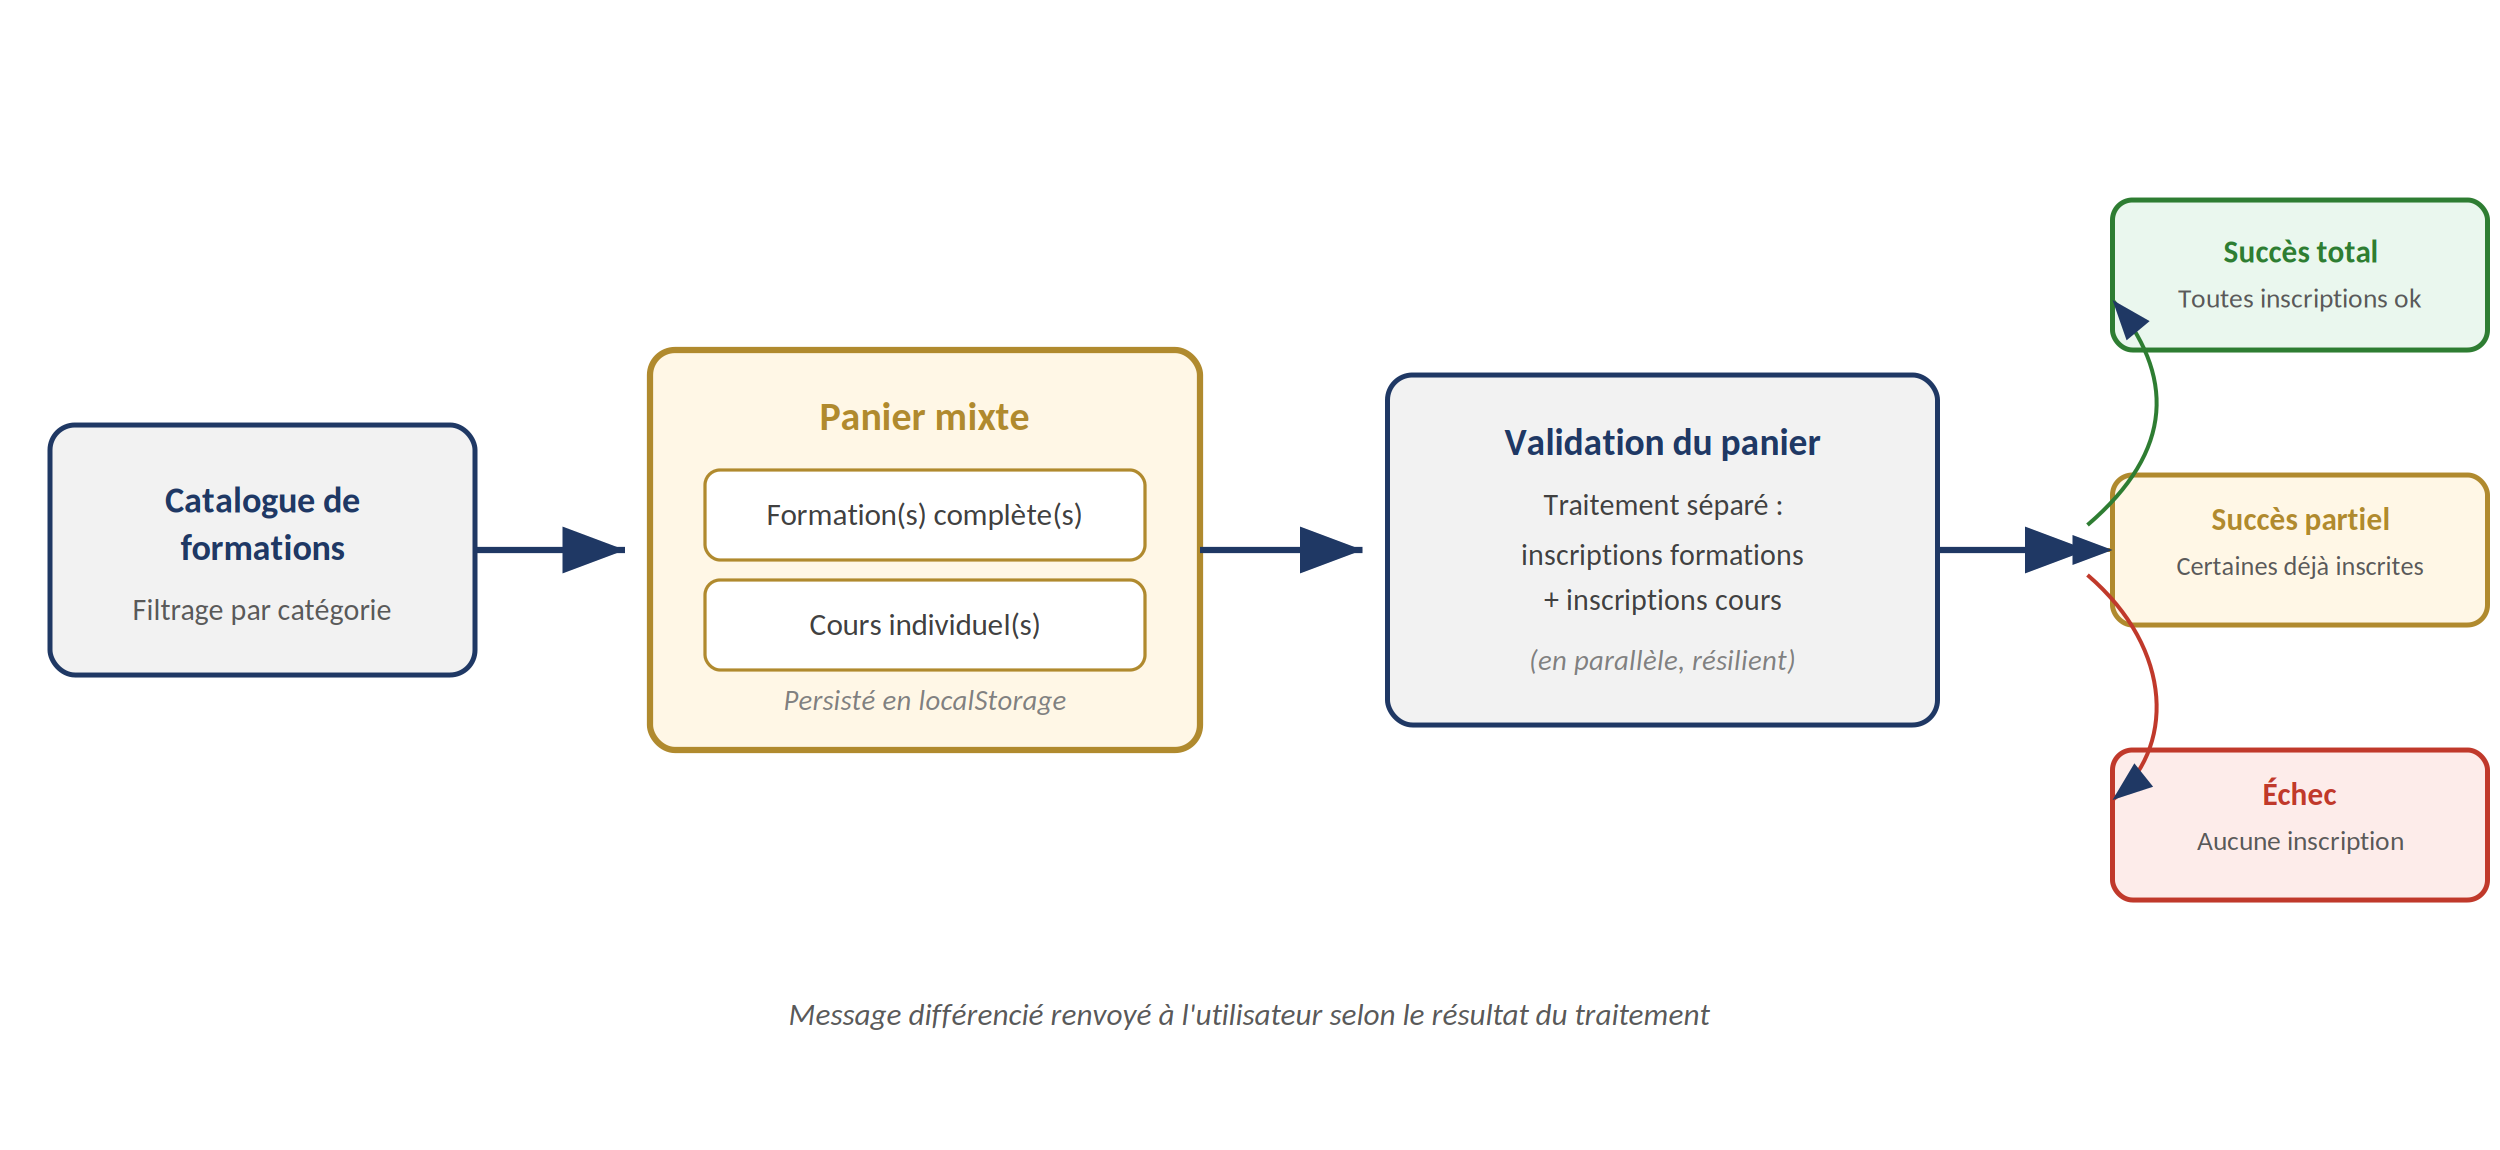 Catalogue de
formations
Filtrage par catégorie
Panier mixte
Formation(s) complète(s)
Cours individuel(s)
Persisté en localStorage
Validation du panier
Traitement séparé :
inscriptions formations
+ inscriptions cours
(en parallèle, résilient)
Succès total
Toutes inscriptions ok
Succès partiel
Certaines déjà inscrites
Échec
Aucune inscription
Message différencié renvoyé à l'utilisateur selon le résultat du traitement